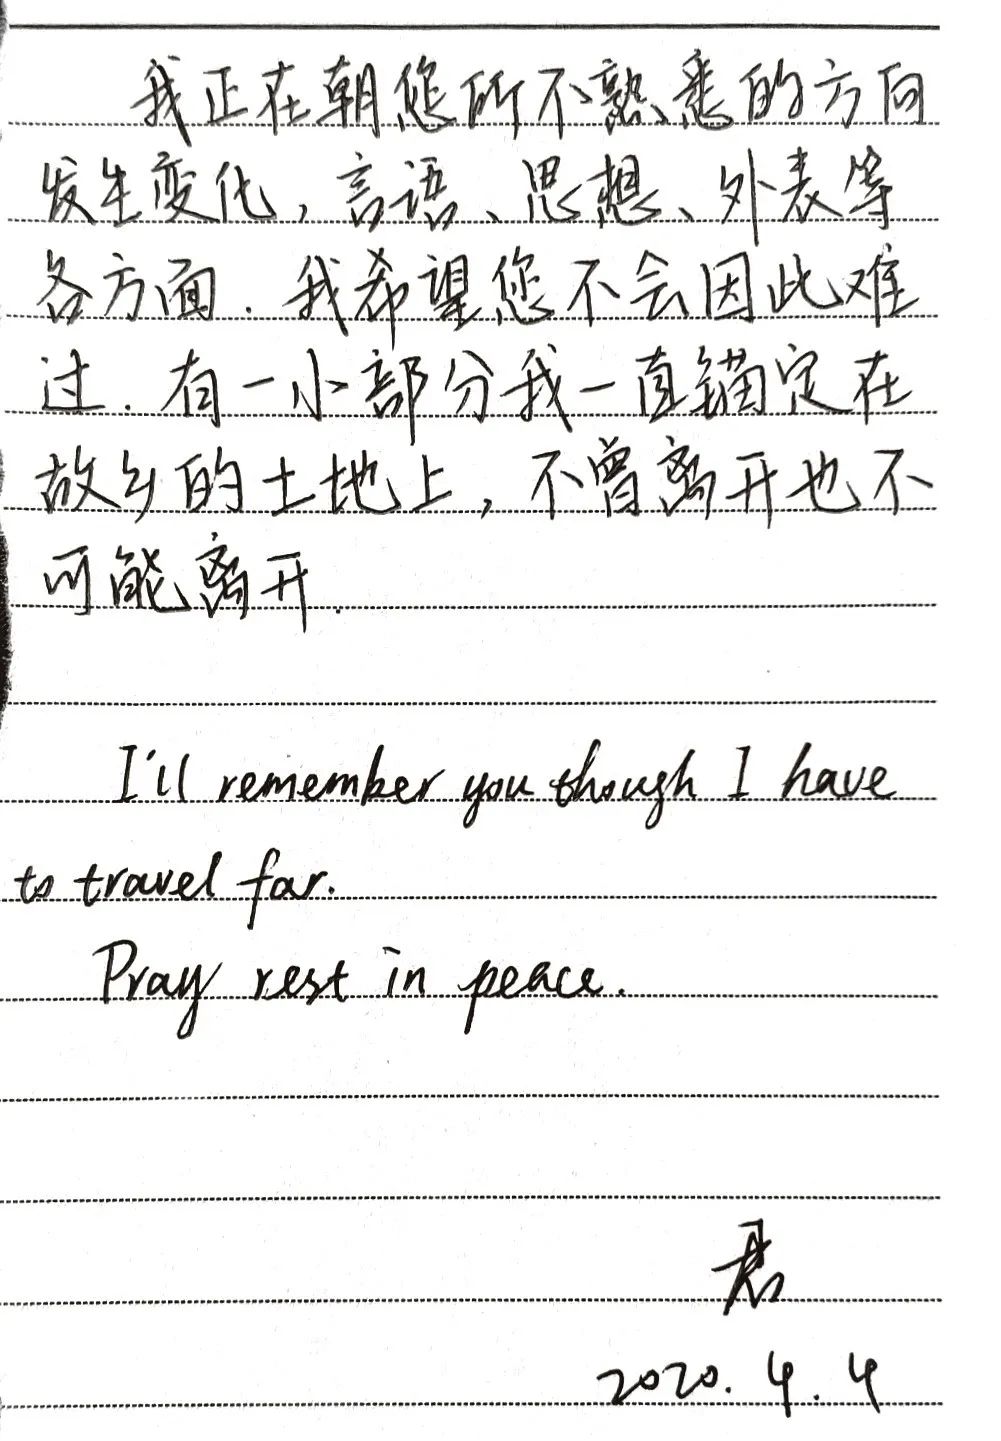 我正在朝您所不熟悉的方向
发生变化,言语、思想、外表等
各方面.我希望您不会因此难
过.有一小部分我一直锚定在
故乡的土地上,不曾离开也不
可能离开.
I'll remember you though I have
to travel far.
Pray rest in peace.
君
2020.4.4